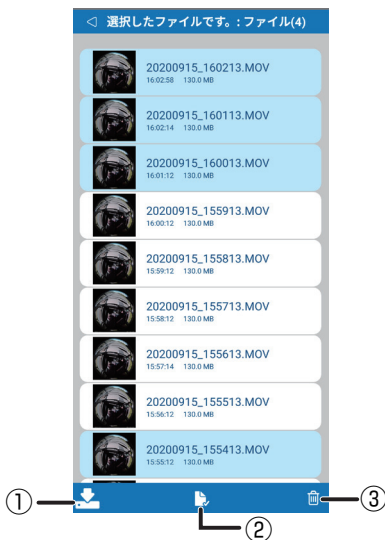 選択したファイルです。: ファイル(4)
20200915_160213.MOV
16:02:58 130.0 MB
20200915_160113.MOV
16:02:14 130.0 MB
20200915_160013.MOV
16:01:12 130.0 MB
20200915_155913.MOV
16:00:12 130.0 MB
20200915_155813.MOV
15:59:12 130.0 MB
20200915_155713.MOV
15:58:12 130.0 MB
20200915_155613.MOV
15:57:14 130.0 MB
20200915_155513.MOV
15:56:12 130.0 MB
20200915_155413.MOV
15:55:12 130.0 MB
①
②
③